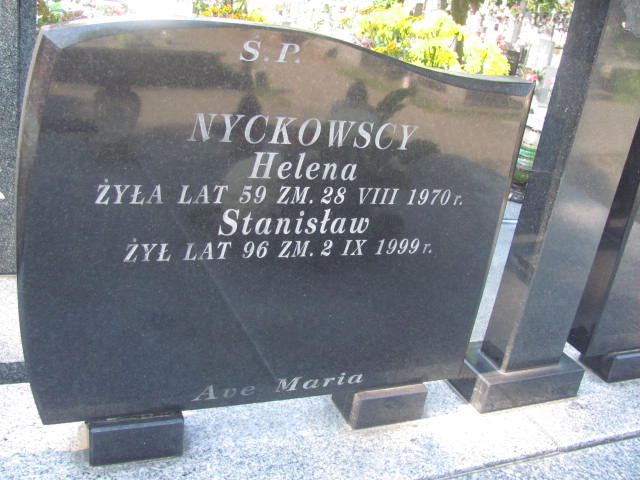 Ś.P.
NYCKOWSCY
Helena
ŻYŁA LAT 59 ZM. 28 VIII 1970 r.
Stanisław
ŻYŁ LAT 96 ZM. 2 IX 1999 r.
Ave Maria